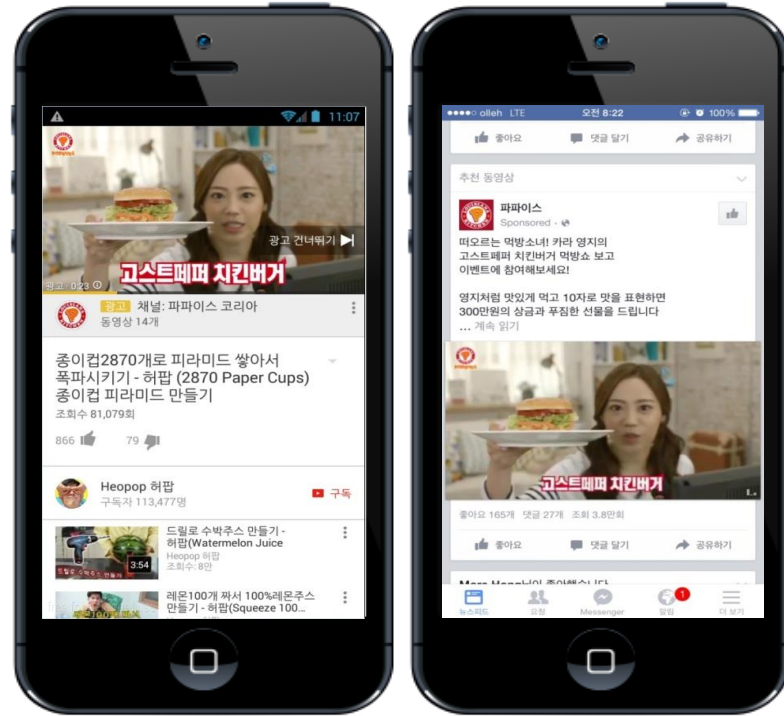 11:07
광고 건너뛰기
고스트페퍼 치킨버거
광고 · 0:23
광고 채널: 파파이스 코리아
동영상 14개
종이컵2870개로 피라미드 쌓아서
폭파시키기 - 허팝 (2870 Paper Cups)
종이컵 피라미드 만들기
조회수 81,079회
866
79
Heopop 허팝
구독자 113,477명
구독
드릴로 수박주스 만들기 -
허팝(Watermelon Juice
Heopop 허팝
조회수: 8만
3:54
드릴로 수박주스 만들기
레몬100개 짜서 100%레몬주스
만들기 - 허팝(Squeeze 100...
olleh LTE
오전 8:22
100%
좋아요
댓글 달기
공유하기
추천 동영상
파파이스
Sponsored ·
떠오르는 먹방소녀! 카라 영지의
고스트페퍼 치킨버거 먹방쇼 보고
이벤트에 참여해보세요!
영지처럼 맛있게 먹고 10자로 맛을 표현하면
300만원의 상금과 푸짐한 선물을 드립니다
... 계속 읽기
고스트페퍼 치킨버거
좋아요 165개 댓글 27개 조회 3.8만회
좋아요
댓글 달기
공유하기
1
뉴스피드
요청
Messenger
알림
더 보기